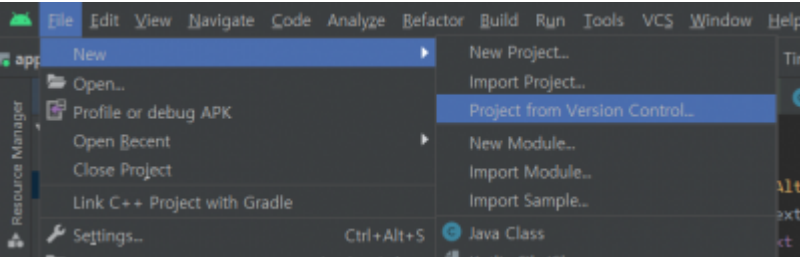 File Edit View Navigate Code Analyze Refactor Build Run Tools VCS Window Help
app
New
Open...
Profile or debug APK
Open Recent
Close Project
Link C++ Project with Gradle
Settings... Ctrl+Alt+S
New Project...
Import Project...
Project from Version Control...
New Module...
Import Module...
Import Sample...
Java Class
Resource Manager